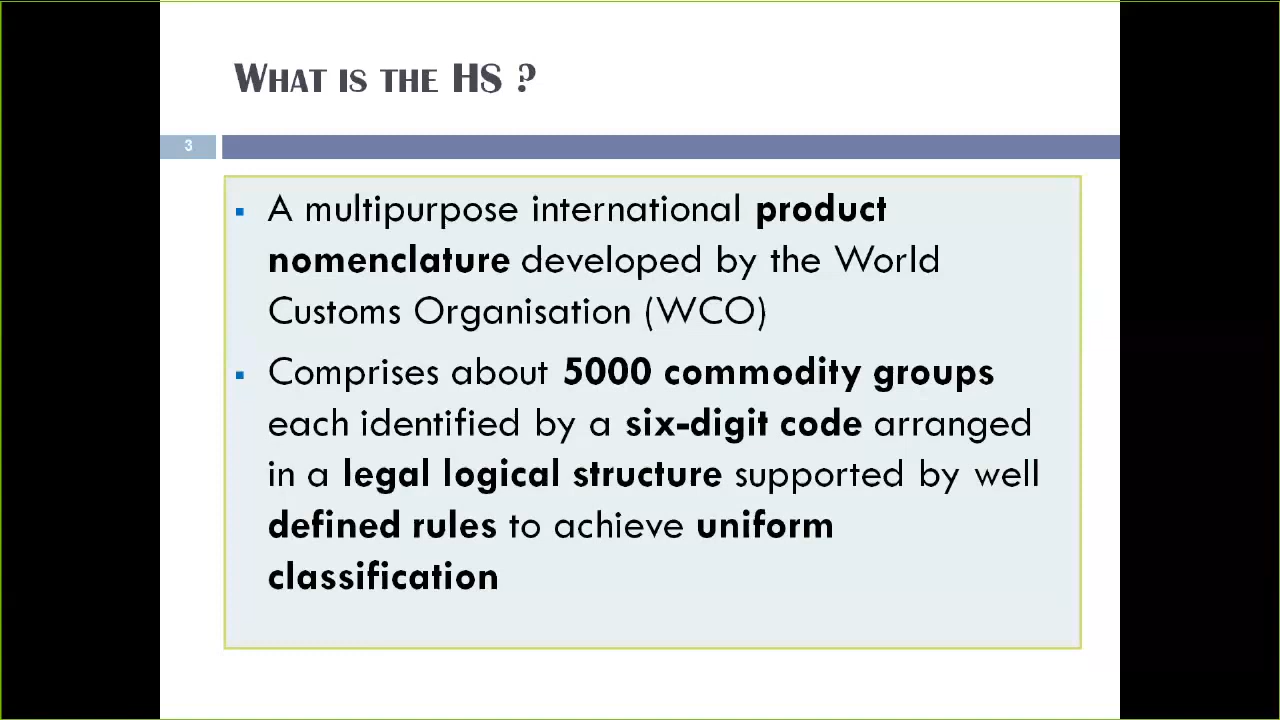 WHAT IS THE HS ?
3
▪ A multipurpose international product
nomenclature developed by the World
Customs Organisation (WCO)
▪ Comprises about 5000 commodity groups
each identified by a six-digit code arranged
in a legal logical structure supported by well
defined rules to achieve uniform
classification